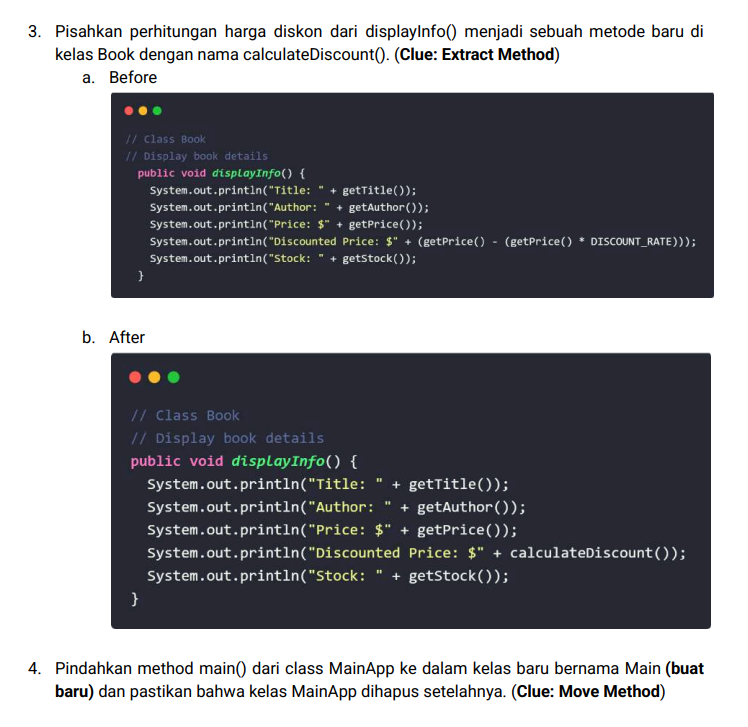 3. Pisahkan perhitungan harga diskon dari displayInfo() menjadi sebuah metode baru di
kelas Book dengan nama calculateDiscount(). (Clue: Extract Method)
a. Before
// Class Book
// Display book details
public void displayInfo() {
System.out.println("Title: " + getTitle());
System.out.println("Author: " + getAuthor());
System.out.println("Price: $" + getPrice());
System.out.println("Discounted Price: $" + (getPrice() - (getPrice() * DISCOUNT_RATE)));
System.out.println("Stock: " + getStock());
}
b. After
// Class Book
// Display book details
public void displayInfo() {
System.out.println("Title: " + getTitle());
System.out.println("Author: " + getAuthor());
System.out.println("Price: $" + getPrice());
System.out.println("Discounted Price: $" + calculateDiscount());
System.out.println("Stock: " + getStock());
}
4. Pindahkan method main() dari class MainApp ke dalam kelas baru bernama Main (buat
baru) dan pastikan bahwa kelas MainApp dihapus setelahnya. (Clue: Move Method)